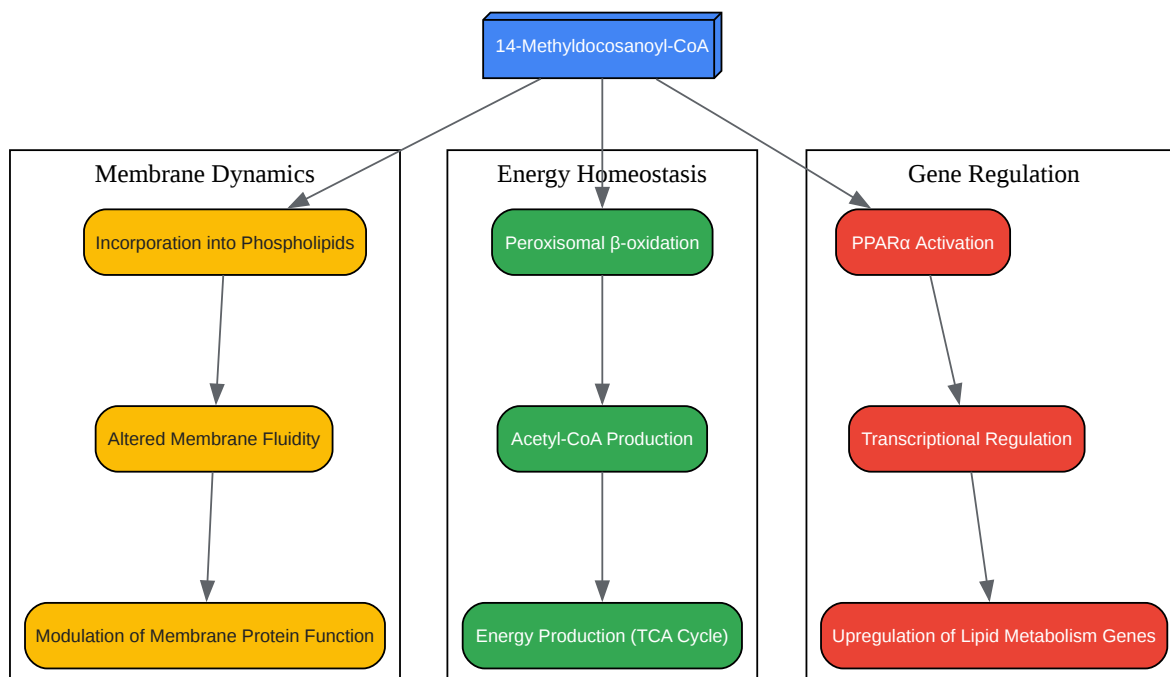 14-Methyldocosanoyl-CoA
Membrane Dynamics
Energy Homeostasis
Gene Regulation
Incorporation into Phospholipids
Peroxisomal β-oxidation
PPARα Activation
Altered Membrane Fluidity
Acetyl-CoA Production
Transcriptional Regulation
Modulation of Membrane Protein Function
Energy Production (TCA Cycle)
Upregulation of Lipid Metabolism Genes